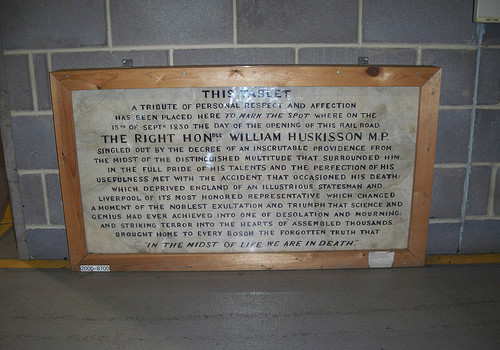 THIS TABLET
A TRIBUTE OF PERSONAL RESPECT AND AFFECTION
HAS BEEN PLACED HERE TO MARK THE SPOT WHERE ON THE
15TH OF SEPTR 1830 THE DAY OF THE OPENING OF THIS RAIL ROAD
THE RIGHT HONBLE WILLIAM HUSKISSON M.P.
SINGLED OUT BY THE DECREE OF AN INSCRUTABLE PROVIDENCE FROM
THE MIDST OF THE DISTINGUISHED MULTITUDE THAT SURROUNDED HIM.
IN THE FULL PRIDE OF HIS TALENTS AND THE PERFECTION OF HIS
USEFULNESS MET WITH THE ACCIDENT THAT OCCASIONED HIS DEATH;
WHICH DEPRIVED ENGLAND OF AN ILLUSTRIOUS STATESMAN AND
LIVERPOOL OF ITS MOST HONORED REPRESENTATIVE WHICH CHANGED
A MOMENT OF THE NOBLEST EXULTATION AND TRIUMPH THAT SCIENCE AND
GENIUS HAD EVER ACHIEVED INTO ONE OF DESOLATION AND MOURNING;
AND STRIKING TERROR INTO THE HEARTS OF ASSEMBLED THOUSANDS,
BROUGHT HOME TO EVERY BOSOM THE FORGOTTEN TRUTH THAT
"IN THE MIDST OF LIFE WE ARE IN DEATH."
2000-8700